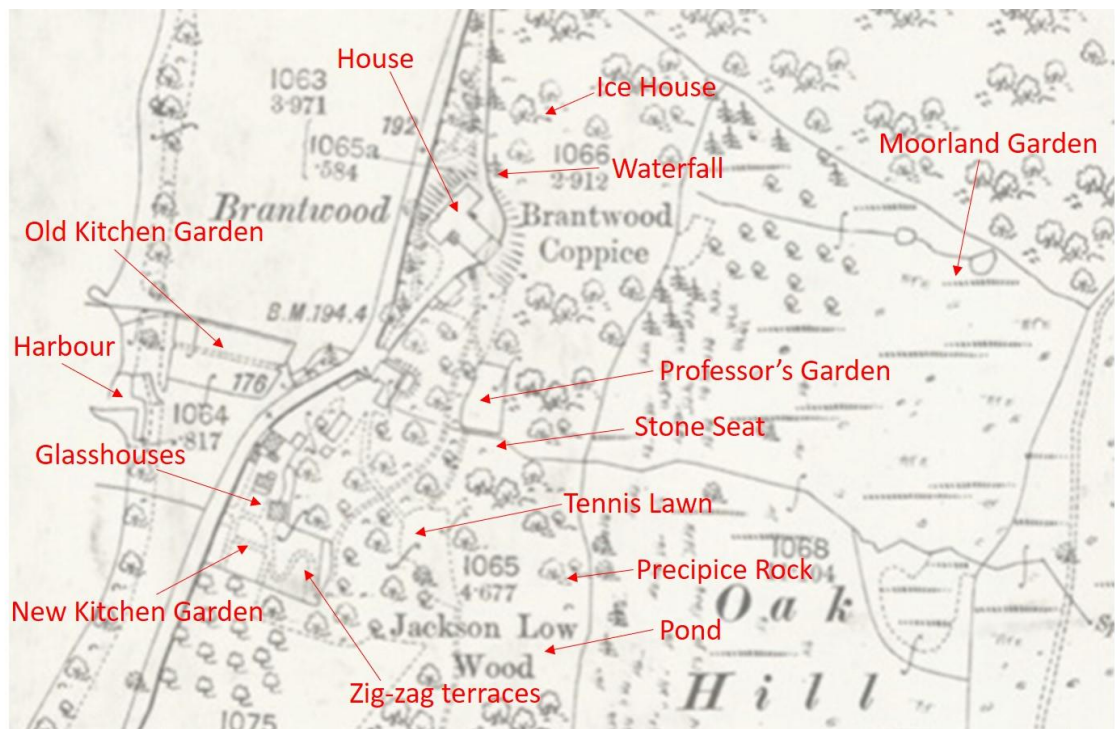 House
1063
3·971
Ice House
792
1065a
·584
1066
2·912
Moorland Garden
Waterfall
Brantwood
Brantwood
Coppice
Old Kitchen Garden
B.M.194.4
Harbour
176
Professor's Garden
1064
·817
Stone Seat
Glasshouses
Tennis Lawn
1065
4·677
1068
Precipice Rock
New Kitchen Garden
Jackson Low
Wood
Pond
Oak
Hill
Zig-zag terraces
1075